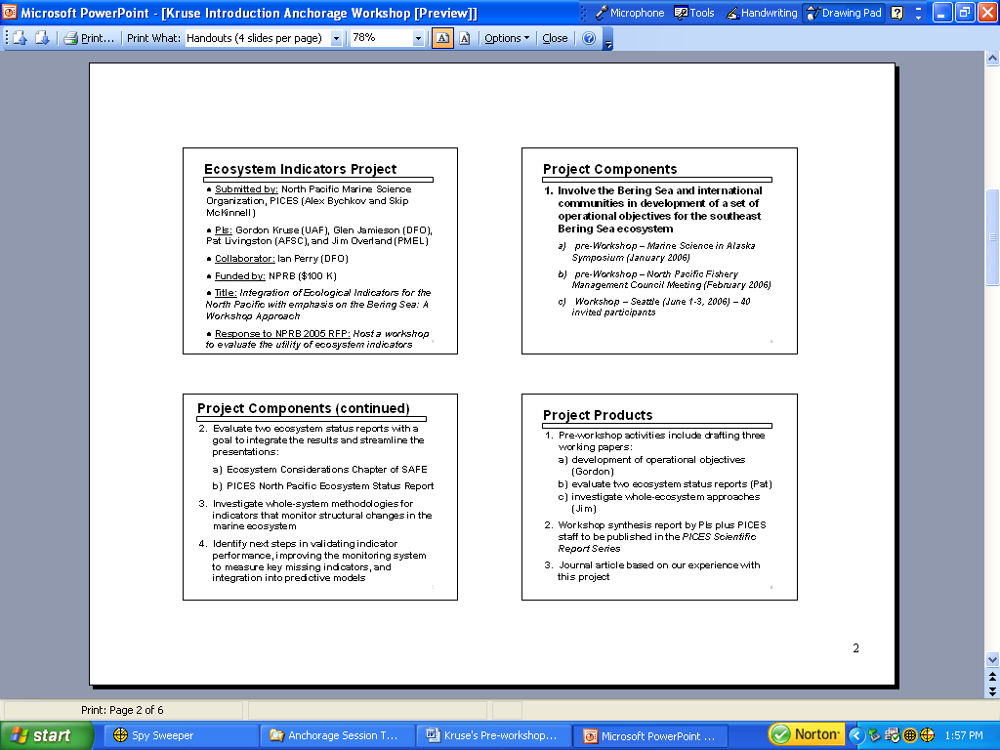 Microsoft PowerPoint - [Kruse Introduction Anchorage Workshop [Preview]]
Microphone Tools Handwriting Drawing Pad
Print... Print What: Handouts (4 slides per page) 78% Options Close
Ecosystem Indicators Project
● Submitted by: North Pacific Marine Science
Organization, PICES (Alex Bychkov and Skip
McKinnell)
● PIs: Gordon Kruse (UAF), Glen Jamieson (DFO),
Pat Livingston (AFSC), and Jim Overland (PMEL)
● Collaborator: Ian Perry (DFO)
● Funded by: NPRB ($100 K)
● Title: Integration of Ecological Indicators for the
North Pacific with emphasis on the Bering Sea: A
Workshop Approach
● Response to NPRB 2005 RFP: Host a workshop
to evaluate the utility of ecosystem indicators
Project Components
1. Involve the Bering Sea and international
communities in development of a set of
operational objectives for the southeast
Bering Sea ecosystem
a) pre-Workshop – Marine Science in Alaska
Symposium (January 2006)
b) pre-Workshop – North Pacific Fishery
Management Council Meeting (February 2006)
c) Workshop – Seattle (June 1-3, 2006) – 40
invited participants
Project Components (continued)
2. Evaluate two ecosystem status reports with a
goal to integrate the results and streamline the
presentations:
a) Ecosystem Considerations Chapter of SAFE
b) PICES North Pacific Ecosystem Status Report
3. Investigate whole-system methodologies for
indicators that monitor structural changes in the
marine ecosystem
4. Identify next steps in validating indicator
performance, improving the monitoring system
to measure key missing indicators, and
integration into predictive models
Project Products
1. Pre-workshop activities include drafting three
working papers:
a) development of operational objectives
(Gordon)
b) evaluate two ecosystem status reports (Pat)
c) investigate whole-ecosystem approaches
(Jim)
2. Workshop synthesis report by PIs plus PICES
staff to be published in the PICES Scientific
Report Series
3. Journal article based on our experience with
this project
2
Print: Page 2 of 6
start Spy Sweeper Anchorage Session T... Kruse's Pre-workshop... Microsoft PowerPoint ... Norton 1:57 PM